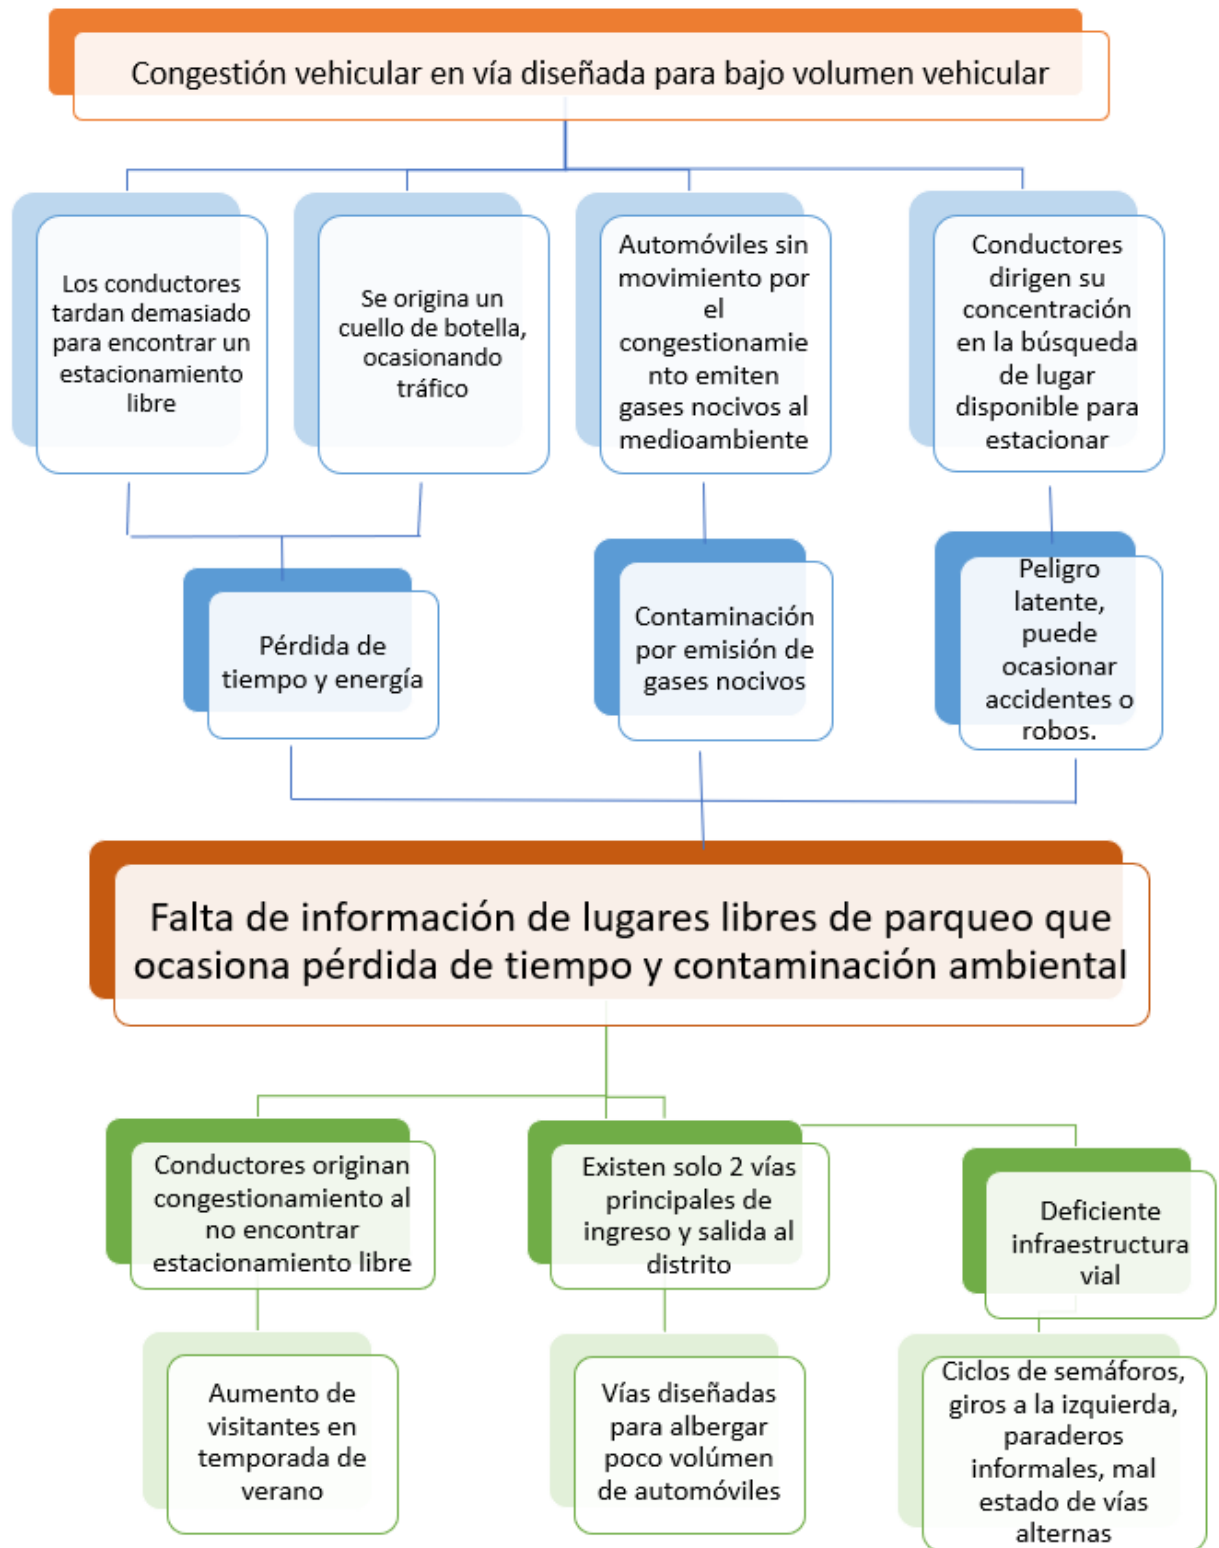 Congestión vehicular en vía diseñada para bajo volumen vehicular
Los conductores
tardan demasiado
para encontrar un
estacionamiento
libre
Se origina un
cuello de botella,
ocasionando
tráfico
Automóviles sin
movimiento por
el
congestionamie
nto emiten
gases nocivos al
medioambiente
Conductores
dirigen su
concentración
en la búsqueda
de lugar
disponible para
estacionar
Pérdida de
tiempo y energía
Contaminación
por emisión de
gases nocivos
Peligro
latente,
puede
ocasionar
accidentes o
robos.
Falta de información de lugares libres de parqueo que
ocasiona pérdida de tiempo y contaminación ambiental
Conductores originan
congestionamiento al
no encontrar
estacionamiento libre
Existen solo 2 vías
principales de
ingreso y salida al
distrito
Deficiente
infraestructura
vial
Aumento de
visitantes en
temporada de
verano
Vías diseñadas
para albergar
poco volúmen
de automóviles
Ciclos de semáforos,
giros a la izquierda,
paraderos
informales, mal
estado de vías
alternas